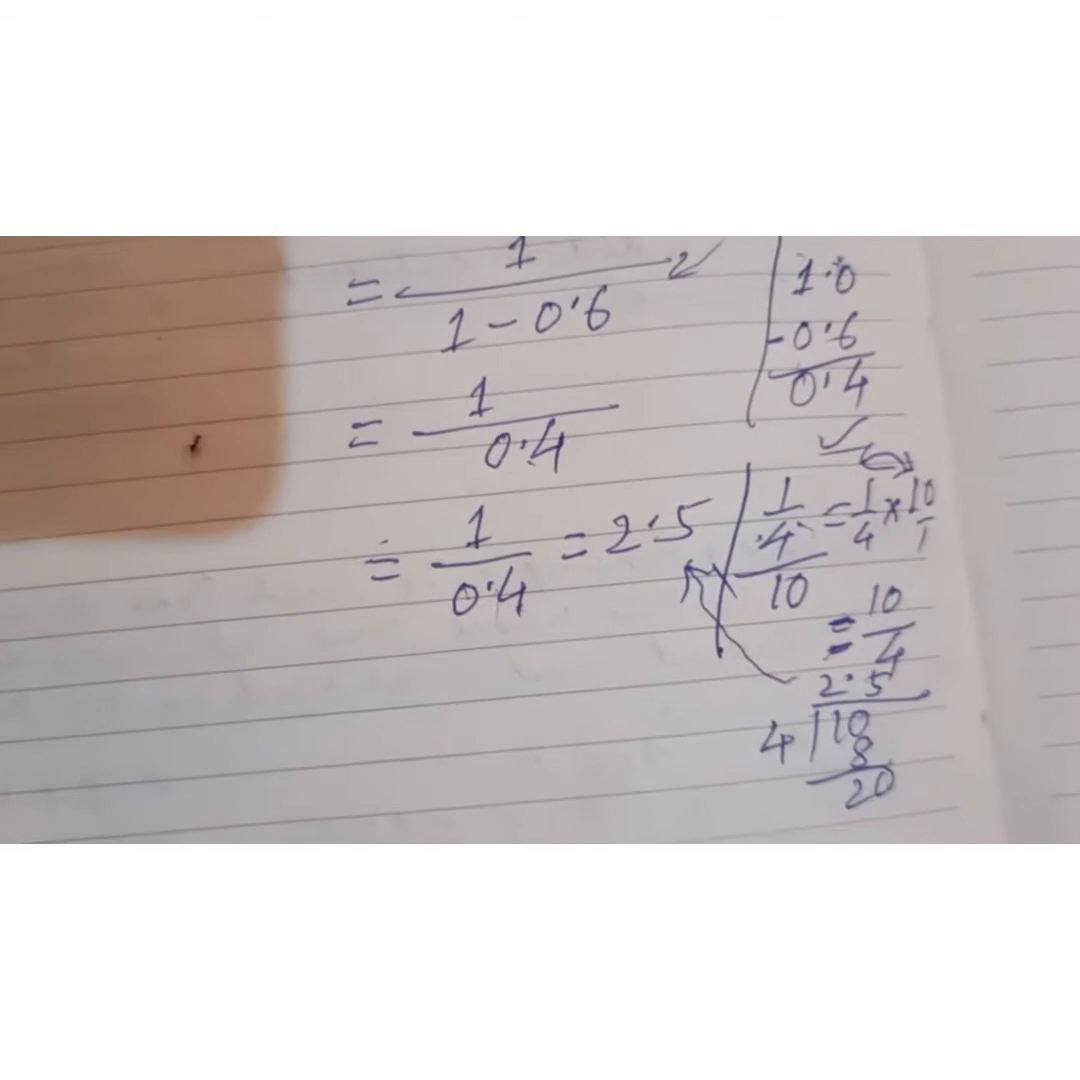 = 1 / (1 - 0.6)
= 1 / 0.4
= 1 / 0.4 = 2.5
1.0
-0.6
0.4
1 / (4 / 10) = 1/4 × 10/1
= 10/4
2.5
4 | 10
8
20